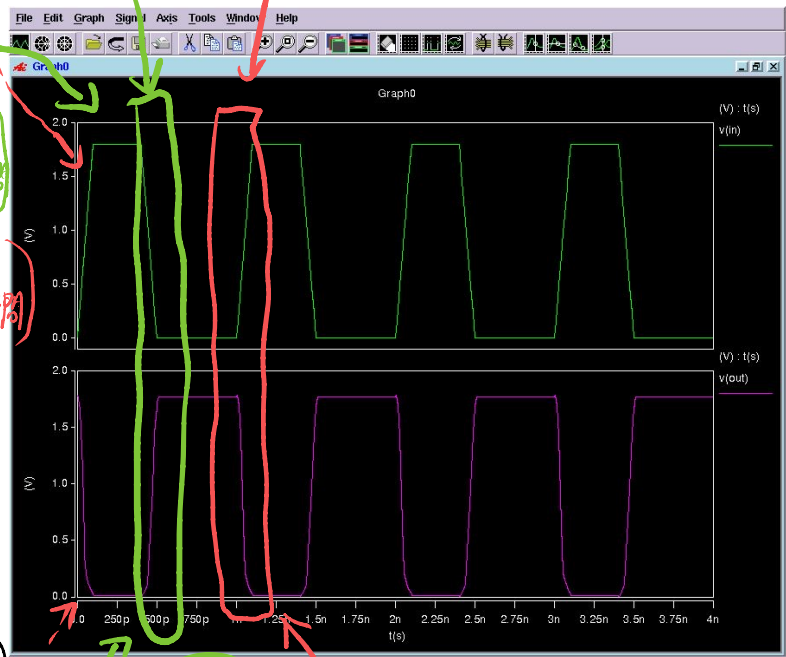 File Edit Graph Signal Axis Tools Window Help
Graph0
Graph0
(V) : t(s)
v(in)
2.0
1.5
1.0
0.5
0.0
(V)
(V) : t(s)
v(out)
2.0
1.5
1.0
0.5
0.0
(V)
0.0 250p 500p 750p 1n 1.25n 1.5n 1.75n 2n 2.25n 2.5n 2.75n 3n 3.25n 3.5n 3.75n 4n
t(s)